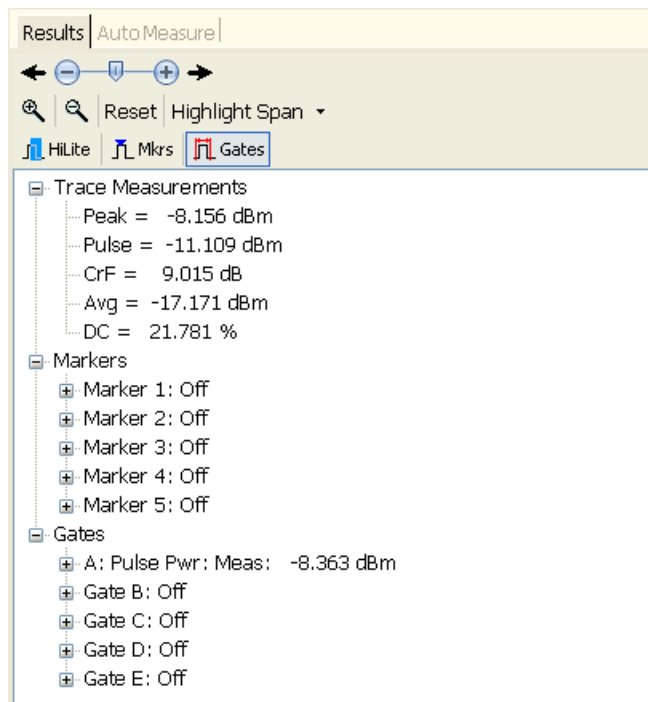 Results AutoMeasure
Reset Highlight Span
HiLite Mkrs Gates
Trace Measurements
Peak = -8.156 dBm
Pulse = -11.109 dBm
CrF = 9.015 dB
Avg = -17.171 dBm
DC = 21.781 %
Markers
Marker 1: Off
Marker 2: Off
Marker 3: Off
Marker 4: Off
Marker 5: Off
Gates
A: Pulse Pwr: Meas: -8.363 dBm
Gate B: Off
Gate C: Off
Gate D: Off
Gate E: Off